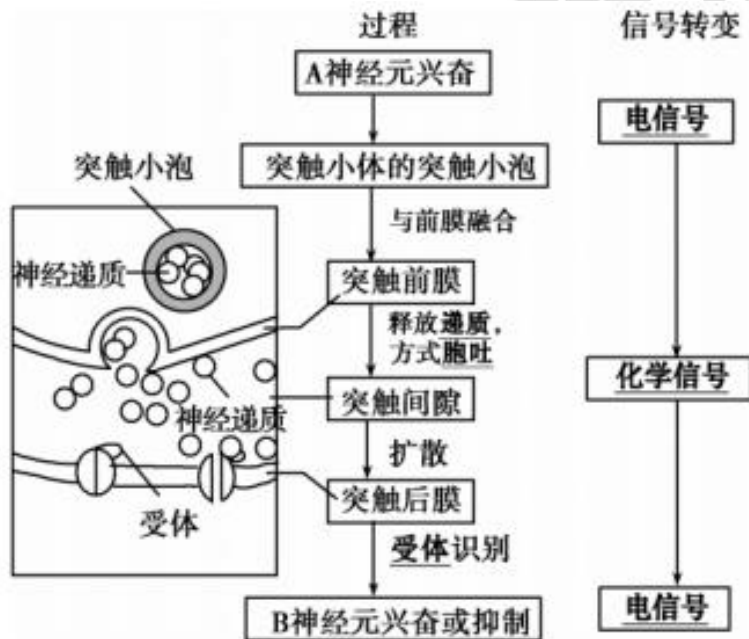 过程
信号转变
A神经元兴奋
电信号
突触小泡
突触小体的突触小泡
与前膜融合
神经递质
突触前膜
释放递质，
方式胞吐
化学信号
神经递质
突触间隙
扩散
突触后膜
受体
受体识别
B神经元兴奋或抑制
电信号